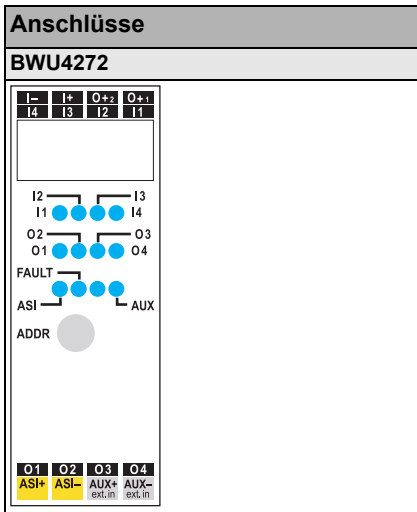 Anschlüsse
BWU4272
I– I+ O+2 O+1
I4 I3 I2 I1
I2 I3
I1 I4
O2 O3
O1 O4
FAULT
ASI AUX
ADDR
O1 O2 O3 O4
ASI+ ASI– AUX+ AUX–
ext.in ext.in